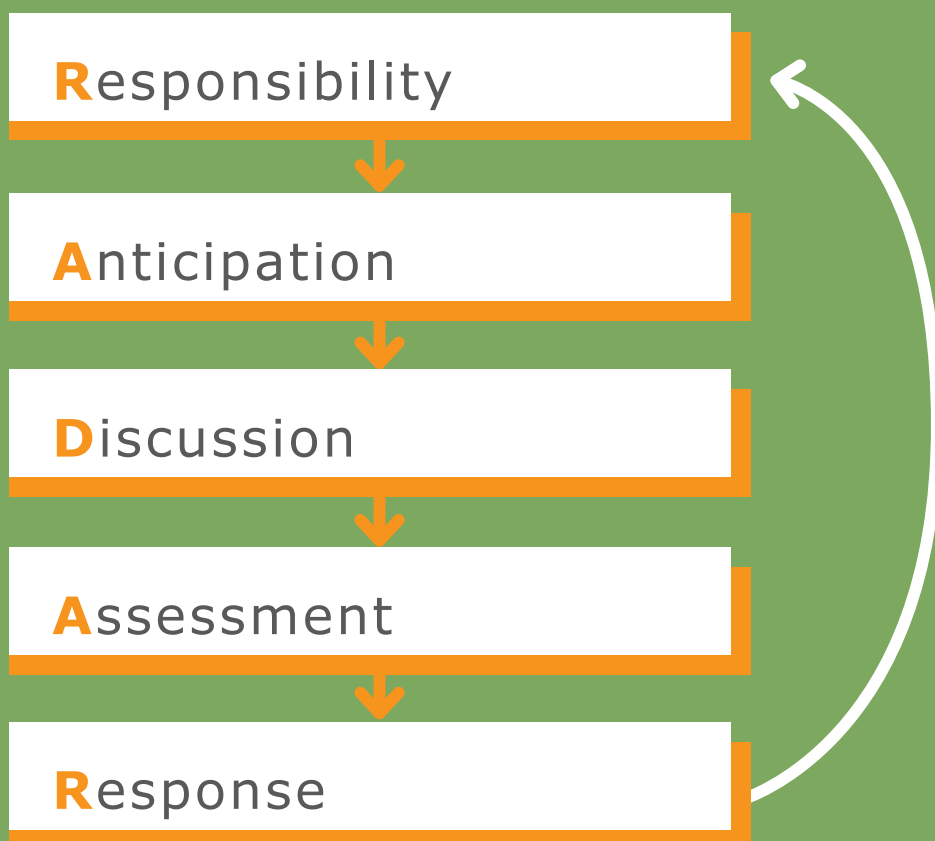 Responsibility
Anticipation
Discussion
Assessment
Response